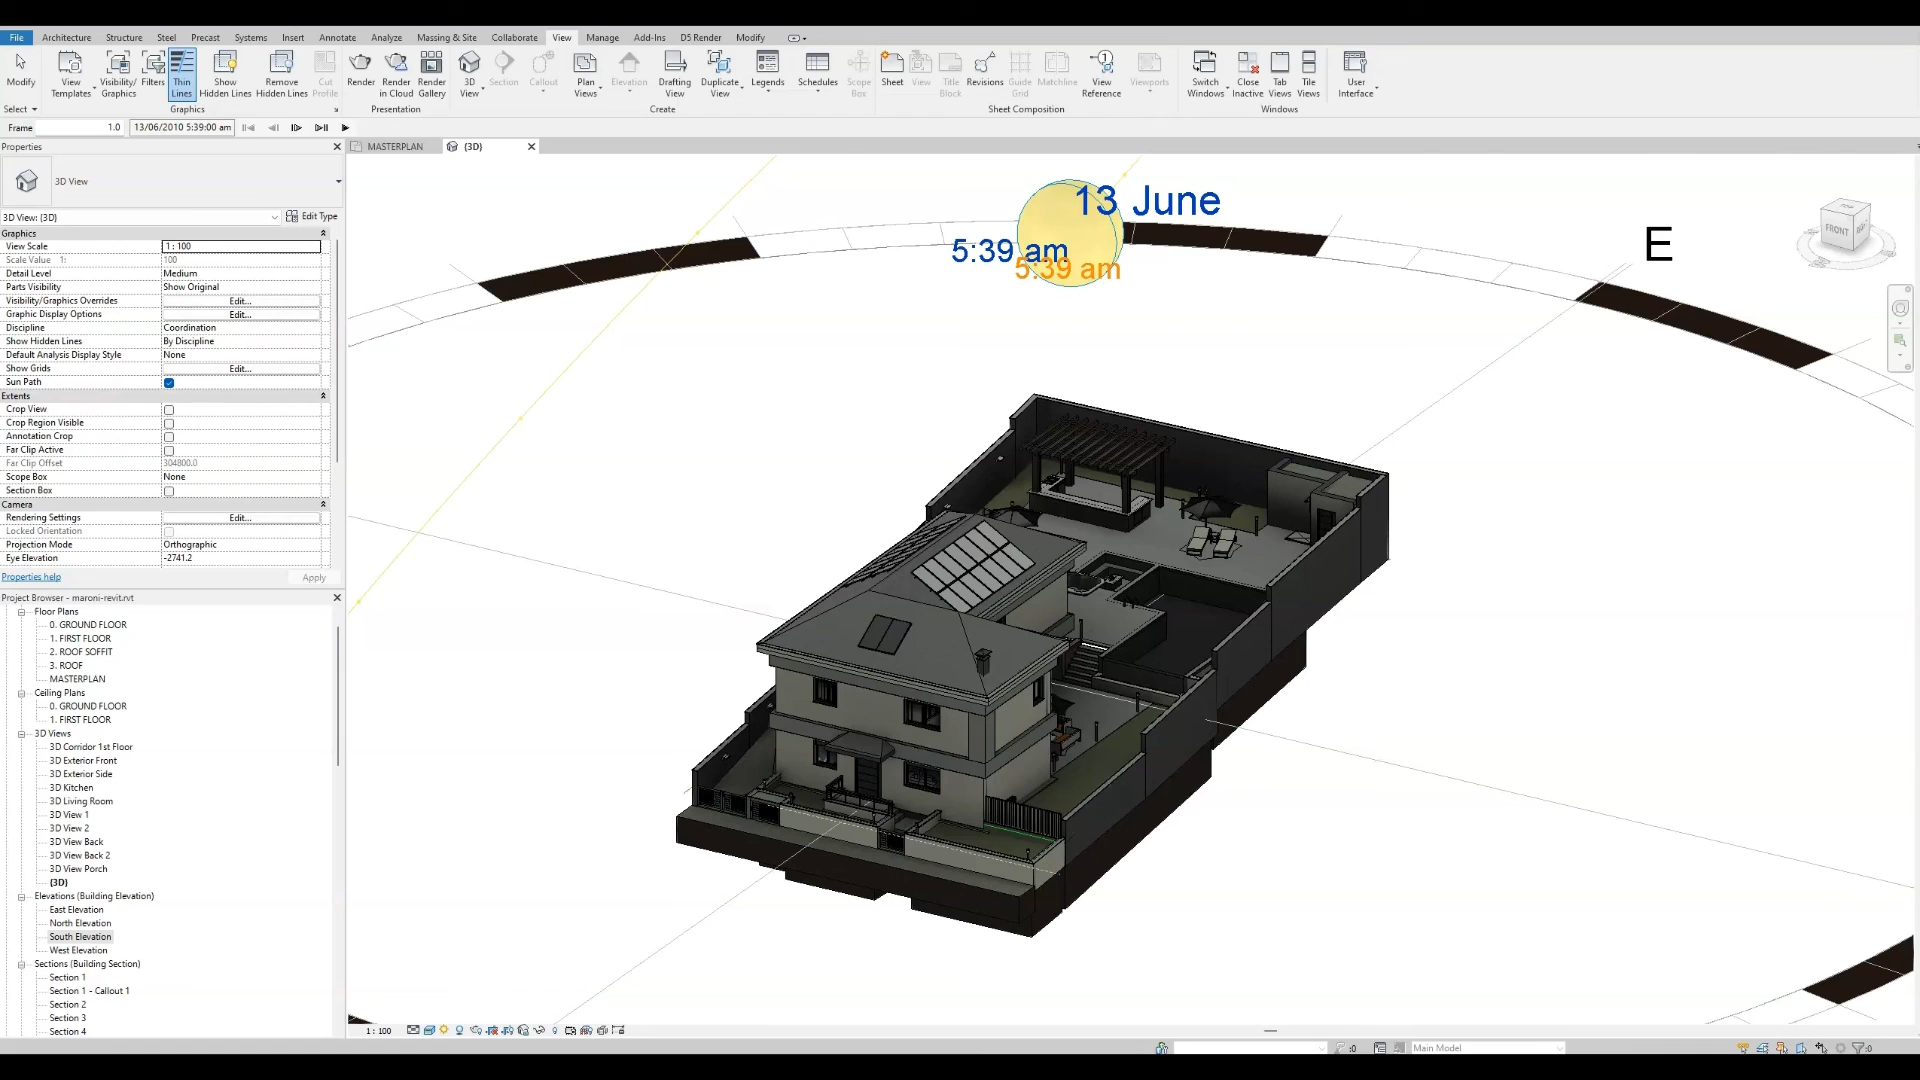 File Architecture Structure Steel Precast Systems Insert Annotate Analyze Massing & Site Collaborate View Manage Add-Ins D5 Render Modify
Modify View Templates Visibility/ Graphics Filters Thin Lines Show Hidden Lines Remove Hidden Lines Cut Profile Render Render in Cloud Render Gallery 3D View Section Callout Plan Views Elevation Drafting View Duplicate View Legends Schedules Scope Box Sheet View Title Block Revisions Guide Grid Matchline View Reference Viewports Switch Windows Close Inactive Tab Views Tile Views User Interface
Select Graphics Presentation Create Sheet Composition Windows
Frame 1.0 13/06/2010 5:39:00 am
Properties
MASTERPLAN
{3D}
3D View
3D View: {3D} Edit Type
Graphics
View Scale 1 : 100
Scale Value 1: 100
Detail Level Medium
Parts Visibility Show Original
Visibility/Graphics Overrides Edit...
Graphic Display Options Edit...
Discipline Coordination
Show Hidden Lines By Discipline
Default Analysis Display Style None
Show Grids Edit...
Sun Path
Extents
Crop View
Crop Region Visible
Annotation Crop
Far Clip Active
Far Clip Offset 304800.0
Scope Box None
Section Box
Camera
Rendering Settings Edit...
Locked Orientation
Projection Mode Orthographic
Eye Elevation -2741.2
Properties help Apply
Project Browser - maroni-revit.rvt
Floor Plans
0. GROUND FLOOR
1. FIRST FLOOR
2. ROOF SOFFIT
3. ROOF
MASTERPLAN
Ceiling Plans
0. GROUND FLOOR
1. FIRST FLOOR
3D Views
3D Corridor 1st Floor
3D Exterior Front
3D Exterior Side
3D Kitchen
3D Living Room
3D View 1
3D View 2
3D View Back
3D View Back 2
3D View Porch
{3D}
Elevations (Building Elevation)
East Elevation
North Elevation
South Elevation
West Elevation
Sections (Building Section)
Section 1
Section 1 - Callout 1
Section 2
Section 3
Section 4
13 June
5:39 am
5:39 am
E
FRONT
1 : 100
:0
Main Model
:0